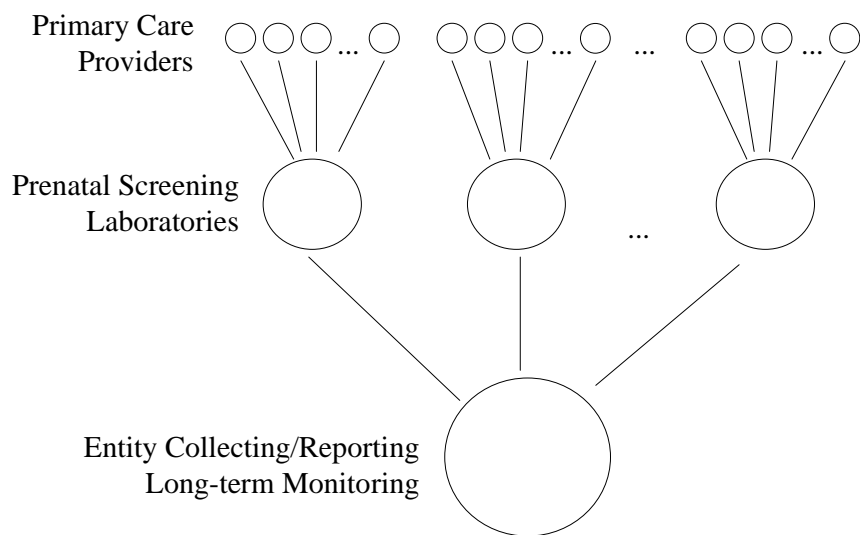 Primary Care
Providers
... ... ... ...
Prenatal Screening
Laboratories
...
Entity Collecting/Reporting
Long-term Monitoring